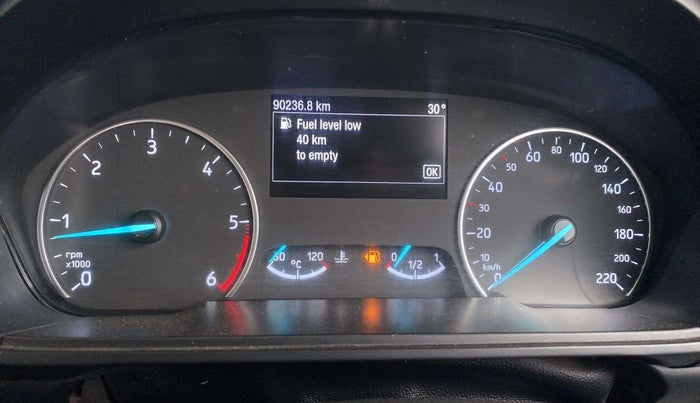 90236.8 km 30°
Fuel level low
40 km
to empty
OK
0 1 2 3 4 5 6
rpm
x1000
60 120
°C
0 1/2 1
0 10 20 30 40 50 60 80 100 120 140 160 180 200 220
km/h